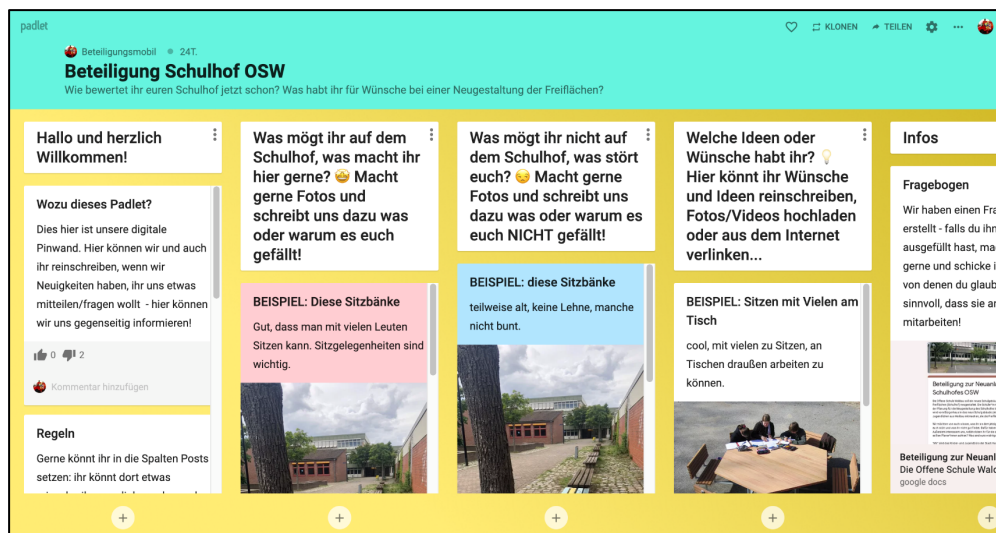 padlet
KLONEN
TEILEN
Beteiligungsmobil
24T.
Beteiligung Schulhof OSW
Wie bewertet ihr euren Schulhof jetzt schon? Was habt ihr für Wünsche bei einer Neugestaltung der Freiflächen?
Hallo und herzlich
Willkommen!
Wozu dieses Padlet?
Dies hier ist unsere digitale
Pinwand. Hier können wir und auch
ihr reinschreiben, wenn wir
Neuigkeiten haben, ihr uns etwas
mitteilen/fragen wollt - hier können
wir uns gegenseitig informieren!
0
2
Kommentar hinzufügen
Regeln
Gerne könnt ihr in die Spalten Posts
setzen: ihr könnt dort etwas
Was mögt ihr auf dem
Schulhof, was macht ihr
hier gerne? 🤩 Macht
gerne Fotos und
schreibt uns dazu was
oder warum es euch
gefällt!
BEISPIEL: Diese Sitzbänke
Gut, dass man mit vielen Leuten
Sitzen kann. Sitzgelegenheiten sind
wichtig.
Was mögt ihr nicht auf
dem Schulhof, was stört
euch? 😔 Macht gerne
Fotos und schreibt uns
dazu was oder warum es
euch NICHT gefällt!
BEISPIEL: diese Sitzbänke
teilweise alt, keine Lehne, manche
nicht bunt.
Welche Ideen oder
Wünsche habt ihr? 💡
Hier könnt ihr Wünsche
und Ideen reinschreiben,
Fotos/Videos hochladen
oder aus dem Internet
verlinken...
BEISPIEL: Sitzen mit Vielen am
Tisch
cool, mit vielen zu Sitzen, an
Tischen draußen arbeiten zu
können.
Infos
Fragebogen
Wir haben einen Fra
erstellt - falls du ihn
ausgefüllt hast, ma
gerne und schicke i
von denen du glaub
sinnvoll, dass sie an
mitarbeiten!
Beteiligung zur Neuanl
Schulhofes OSW
Beteiligung zur Neuanl
Die Offene Schule Wald
google docs